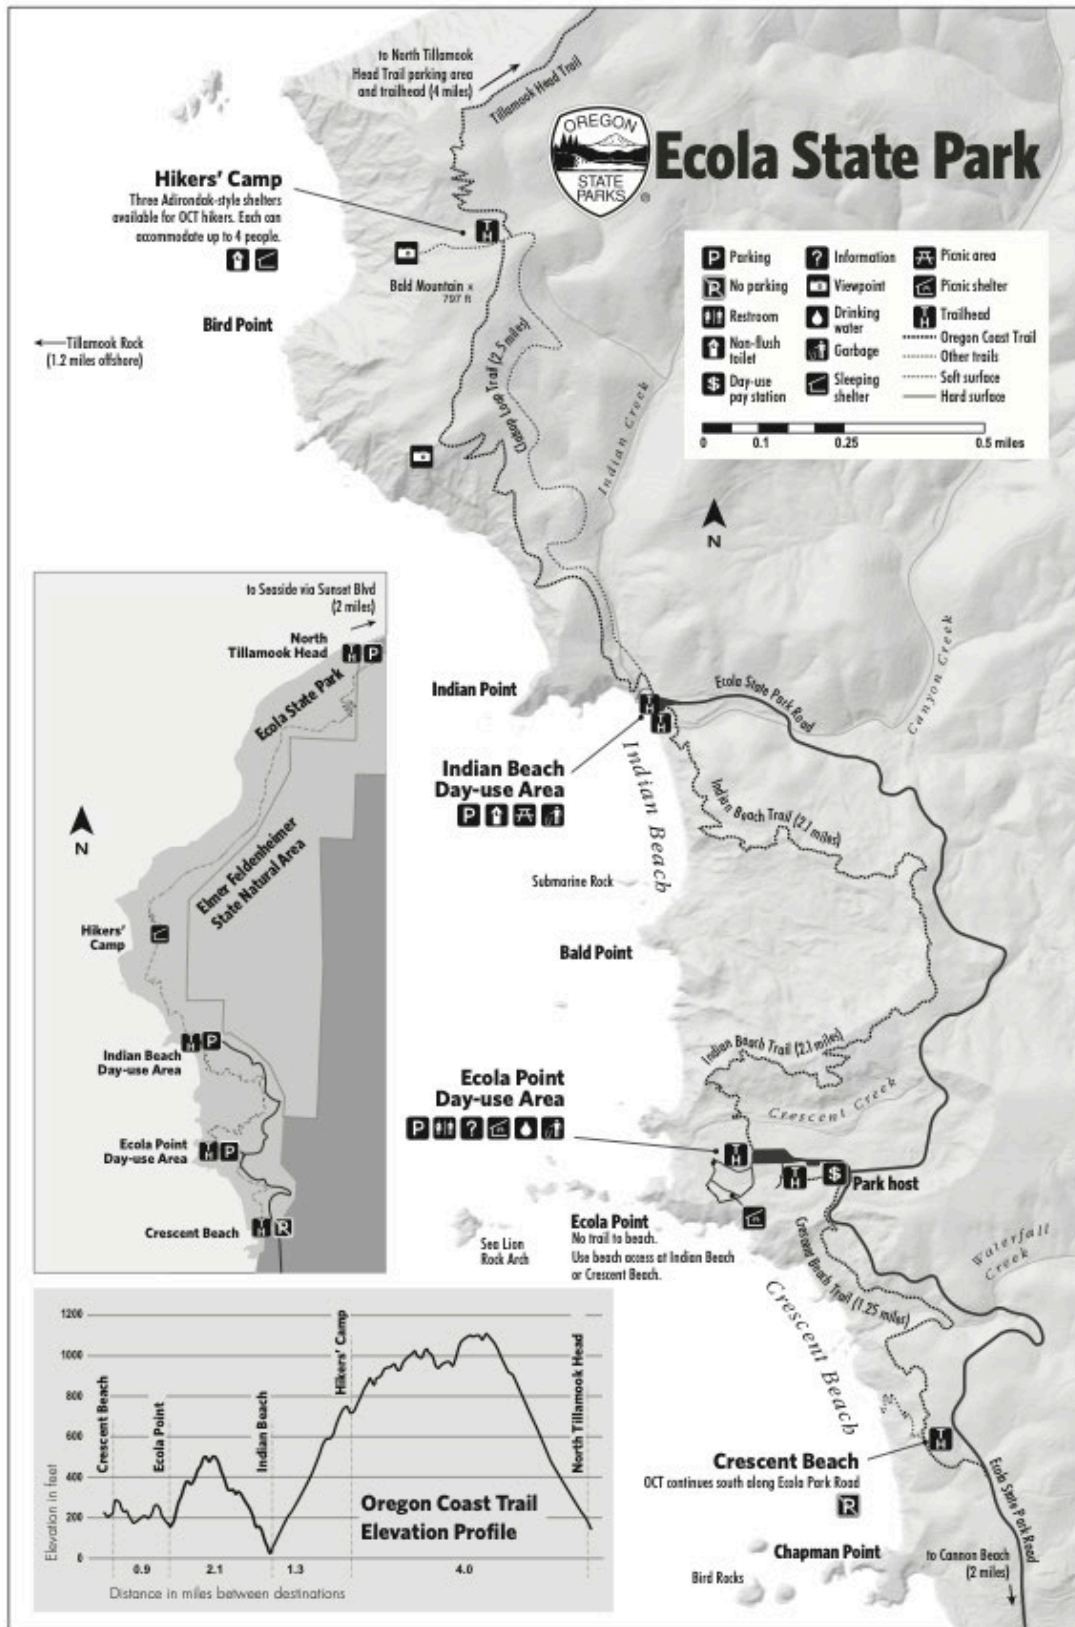 to North Tillamook
Head Trail parking area
and trailhead (4 miles)
Tillamook Head Trail
OREGON
STATE
PARKS
®
Ecola State Park
Hikers' Camp
Three Adirondak-style shelters
available for OCT hikers. Each can
accommodate up to 4 people.
Bald Mountain x
797 ft
Bird Point
Tillamook Rock
(1.2 miles offshore)
Clatsop Loop Trail (2.5 miles)
Indian Creek
P Parking
R No parking
Restroom
Non-flush
toilet
$ Day-use
pay station
? Information
Viewpoint
Drinking
water
Garbage
Sleeping
shelter
Picnic area
Picnic shelter
TH Trailhead
Oregon Coast Trail
Other trails
Soft surface
Hard surface
0 0.1 0.25 0.5 miles
N
to Seaside via Sunset Blvd
(2 miles)
North
Tillamook Head
TH P
Ecola State Park
N
Elmer Feldenheimer
State Natural Area
Hikers'
Camp
TH P
Indian Beach
Day-use Area
Ecola Point
Day-use Area
TH P
Crescent Beach
TH R
TH
Indian Point
TH
TH
Ecola State Park Road
Canyon Creek
Indian Beach
Day-use Area
P
Indian Beach
Indian Beach Trail (2.1 miles)
Submarine Rock
Bald Point
Indian Beach Trail (2.1 miles)
Crescent Creek
Ecola Point
Day-use Area
P ?
TH
TH $
Park host
Ecola Point
No trail to beach.
Use beach access at Indian Beach
or Crescent Beach.
Sea Lion
Rock Arch
Crescent Beach Trail (1.25 miles)
Waterfall
Creek
Crescent Beach
TH
Crescent Beach
OCT continues south along Ecola Park Road
R
Ecola State Park Road
Chapman Point
Bird Rocks
to Cannon Beach
(2 miles)
1200
1000
800
600
400
200
0
Elevation in feet
Crescent Beach
Ecola Point
Indian Beach
Hikers' Camp
North Tillamook Head
Oregon Coast Trail
Elevation Profile
0.9 2.1 1.3 4.0
Distance in miles between destinations